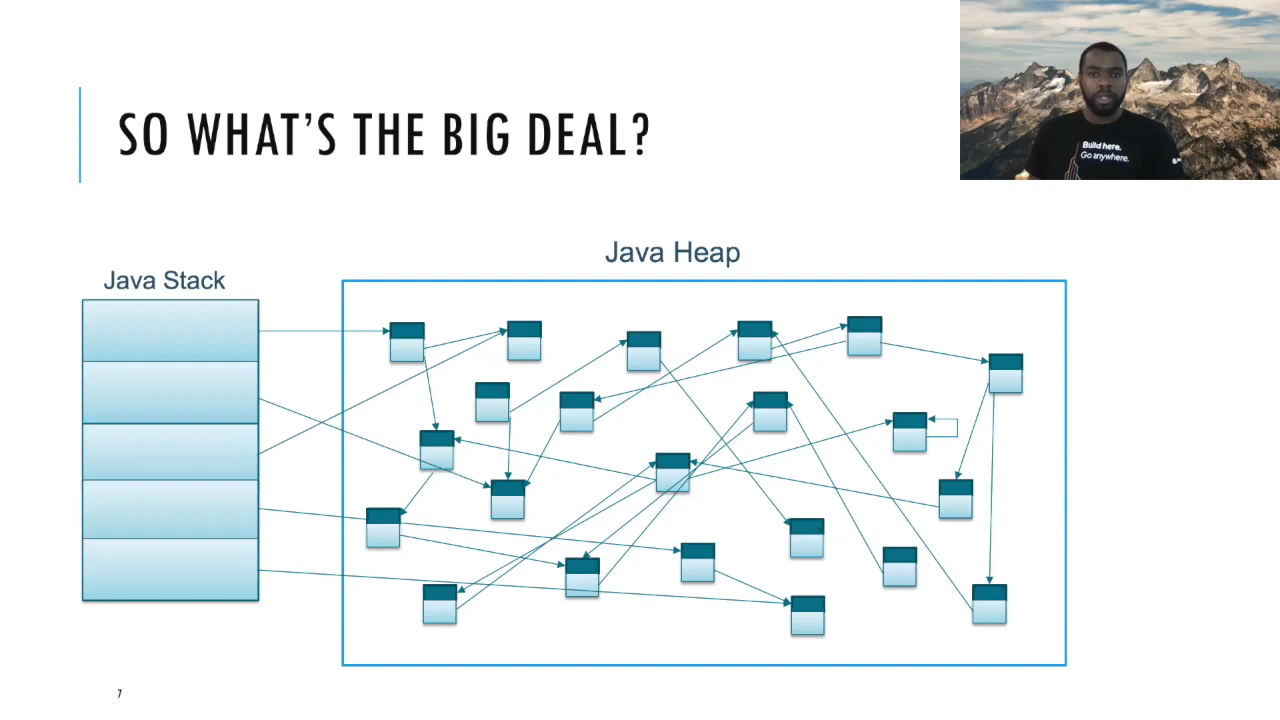 SO WHAT'S THE BIG DEAL?
Build here.
Go anywhere.
Java Heap
Java Stack
7